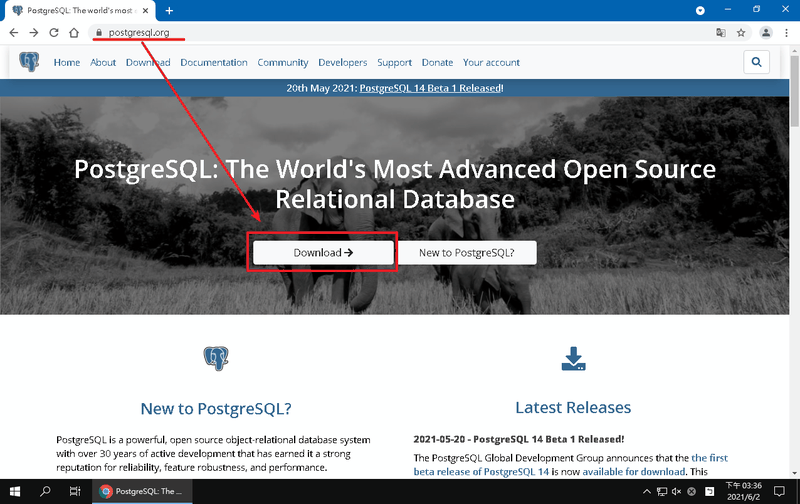 PostgreSQL: The world's most a
postgresql.org
Home About Download Documentation Community Developers Support Donate Your account
20th May 2021: PostgreSQL 14 Beta 1 Released!
PostgreSQL: The World's Most Advanced Open Source
Relational Database
Download
New to PostgreSQL?
New to PostgreSQL?
PostgreSQL is a powerful, open source object-relational database system
with over 30 years of active development that has earned it a strong
reputation for reliability, feature robustness, and performance.
Latest Releases
2021-05-20 - PostgreSQL 14 Beta 1 Released!
The PostgreSQL Global Development Group announces that the the first
beta release of PostgreSQL 14 is now available for download. This
PostgreSQL: The ...
下午 03:36
2021/6/2